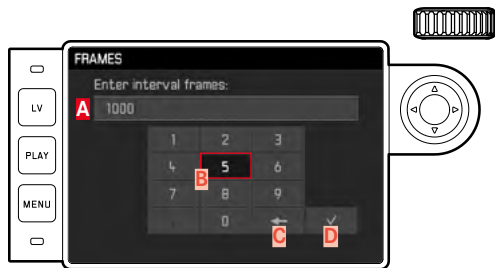 FRAMES
Enter interval frames:
A 1000
LV
1 2 3
PLAY
4 5 6
B
7 8 9
MENU
. 0
C D